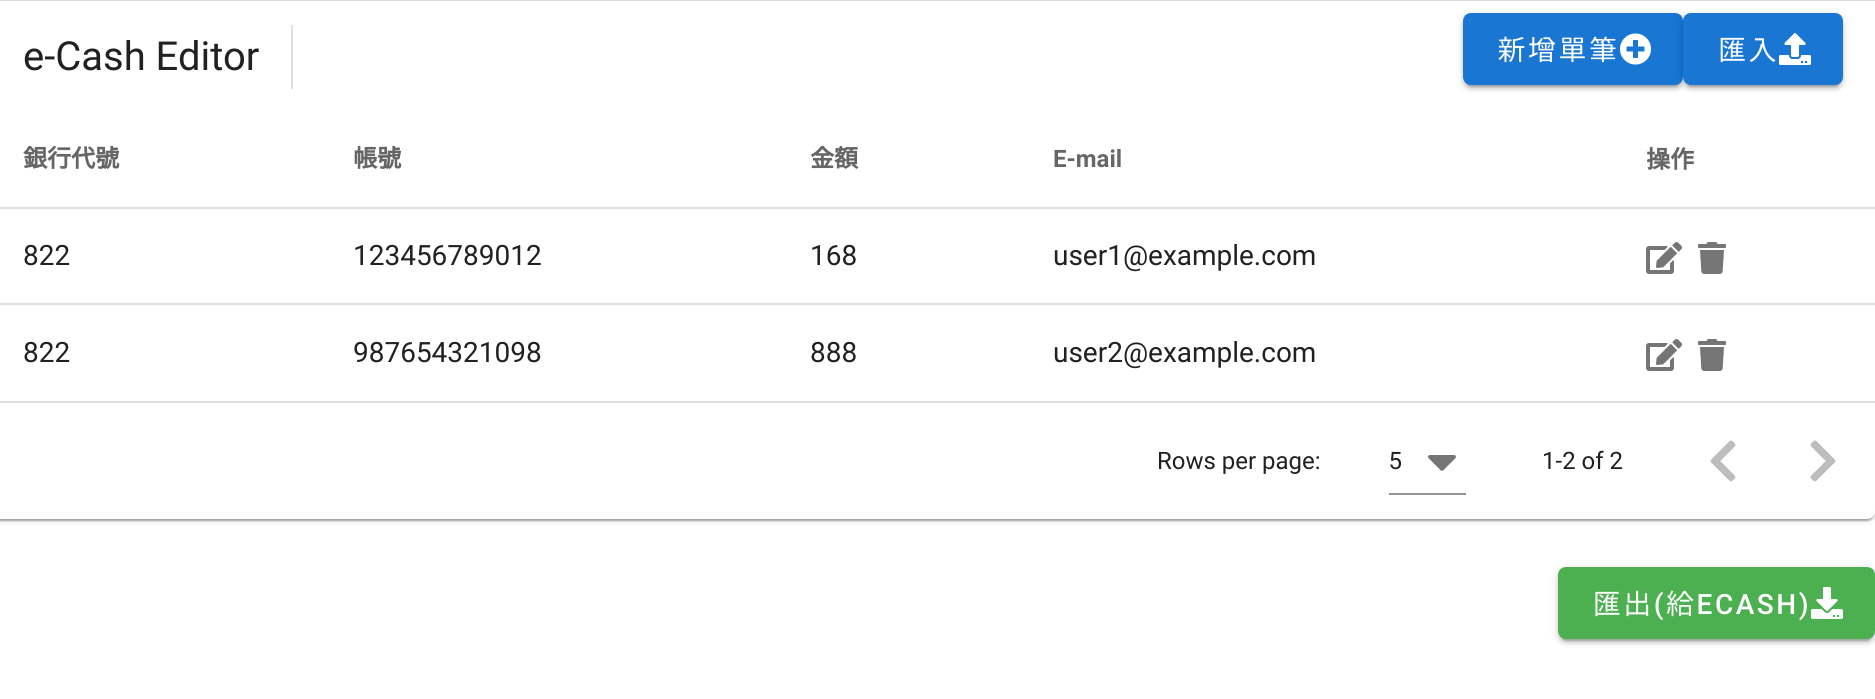 e-Cash Editor 新增單筆 匯入
銀行代號 帳號 金額 E-mail 操作
822 123456789012 168 user1@example.com
822 987654321098 888 user2@example.com
Rows per page: 5 1-2 of 2
匯出(給ECASH)